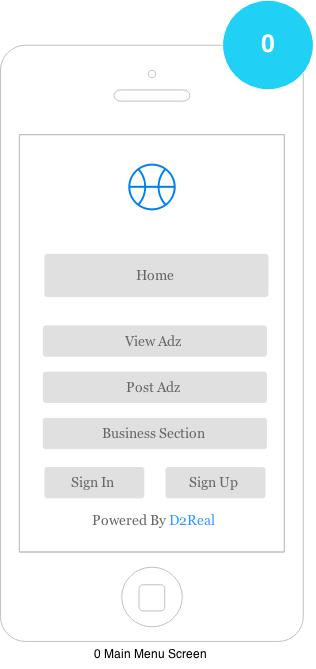 0
Home
View Adz
Post Adz
Business Section
Sign In
Sign Up
Powered By D2Real
0 Main Menu Screen